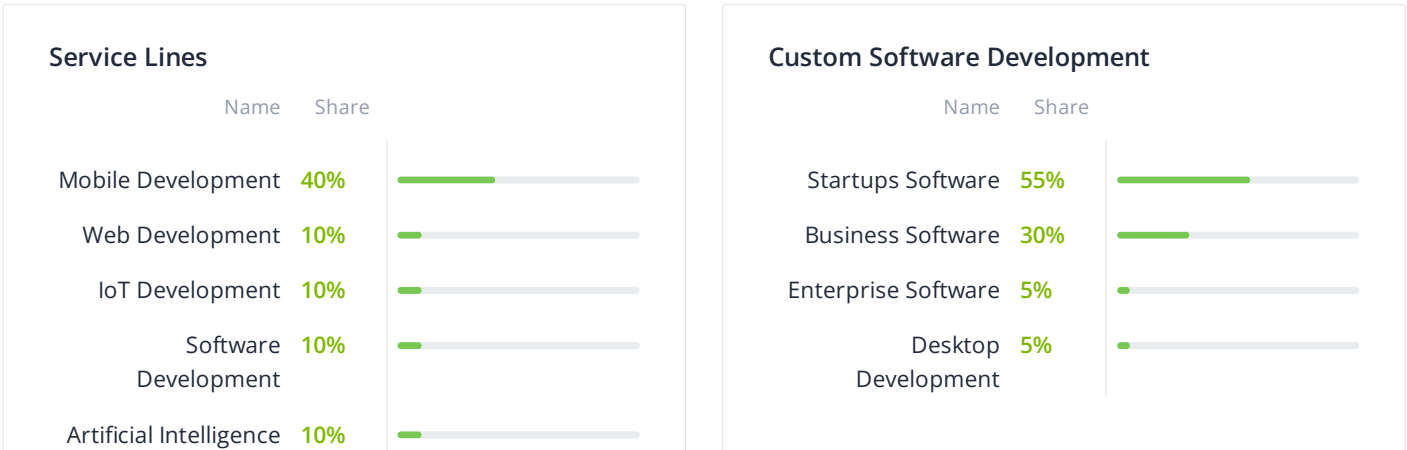 Service Lines
Name Share
Mobile Development 40%
Web Development 10%
IoT Development 10%
Software 10%
Development
Artificial Intelligence 10%
Custom Software Development
Name Share
Startups Software 55%
Business Software 30%
Enterprise Software 5%
Desktop 5%
Development